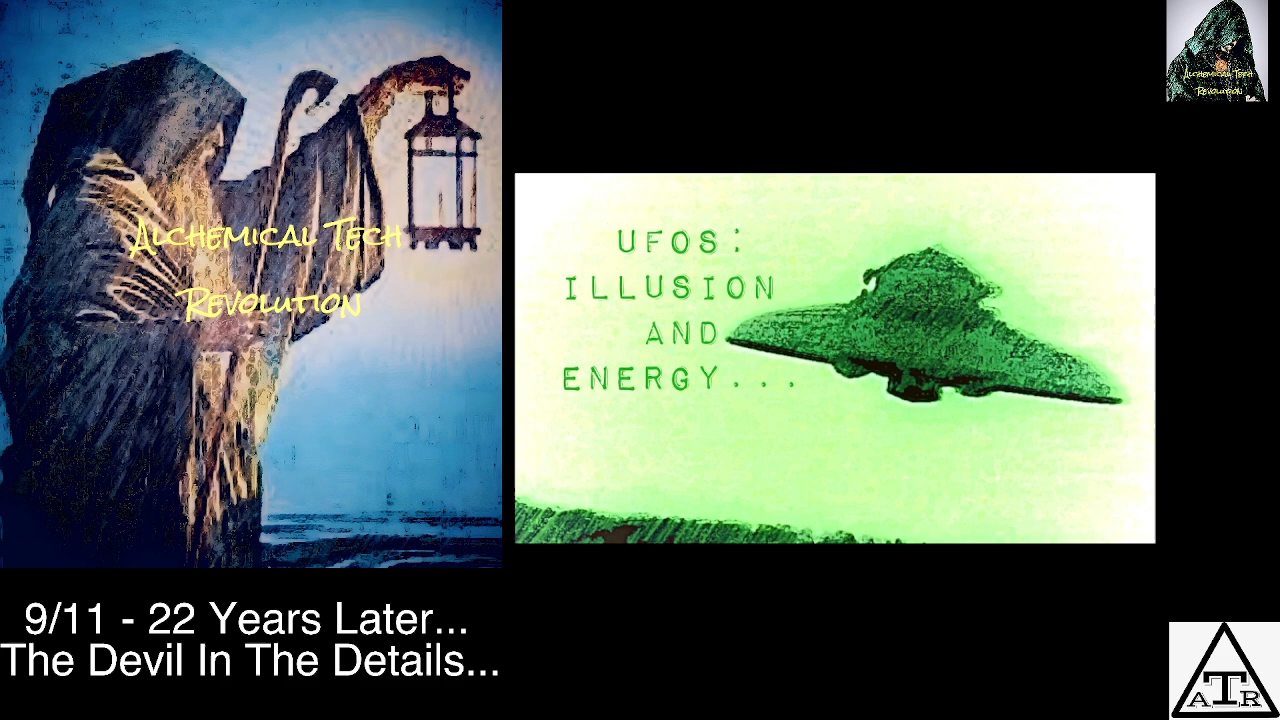 Alchemical Tech
Revolution
UFOS:
ILLUSION
AND
ENERGY...
Alchemical Tech
Revolution
9/11 - 22 Years Later...
The Devil In The Details...
ATR